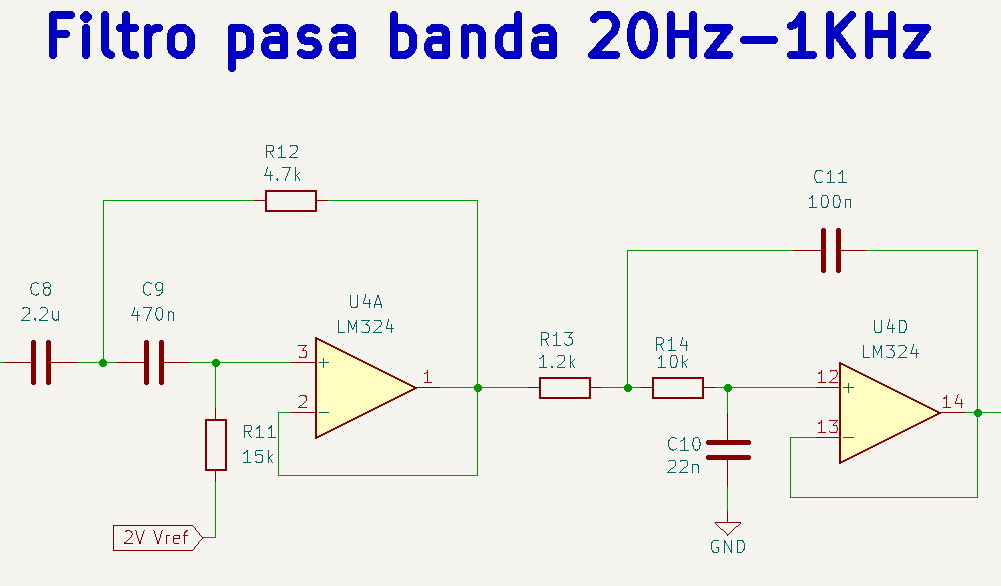 Filtro pasa banda 20Hz-1KHz
R12
4.7k
C11
100n
C8
2.2u
C9
470n
U4A
LM324
3
+
1
2
-
R11
15k
2V Vref
R13
1.2k
R14
10k
C10
22n
GND
U4D
LM324
12
+
14
13
-